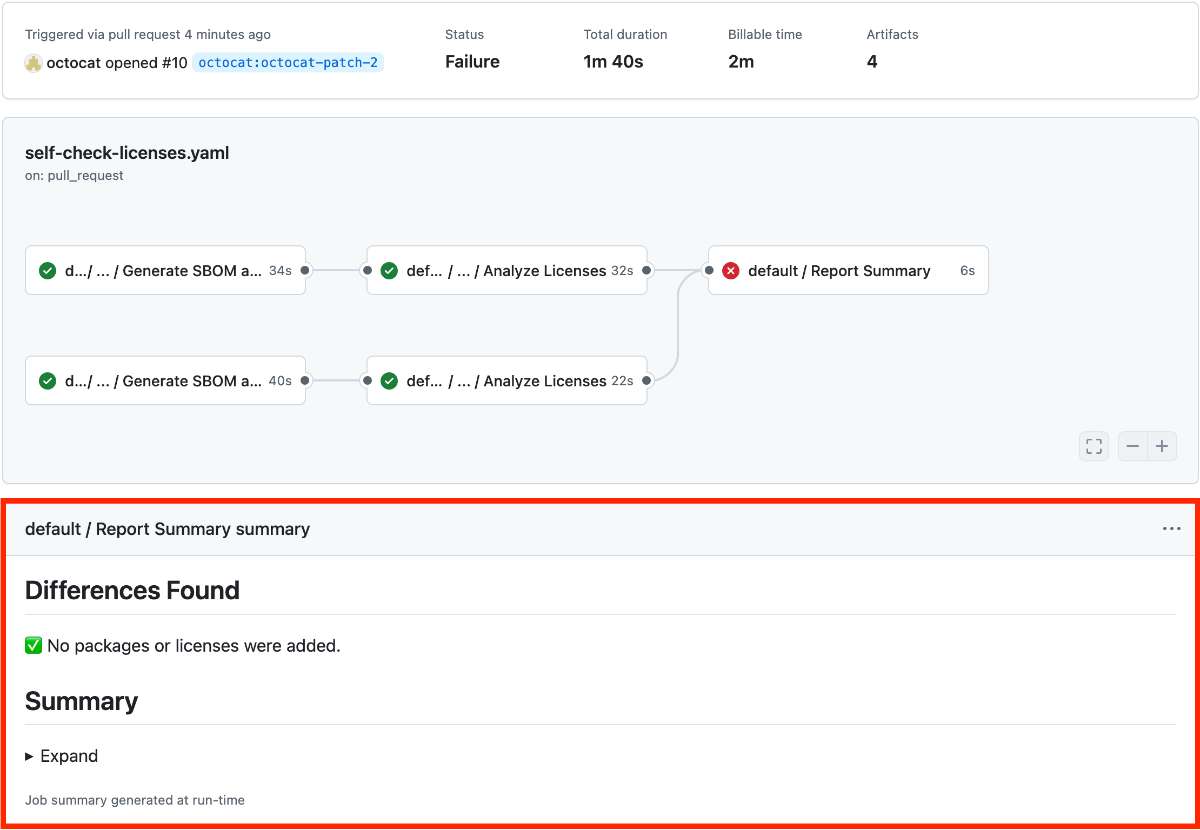 Triggered via pull request 4 minutes ago
octocat opened #10 octocat:octocat-patch-2
Status
Failure
Total duration
1m 40s
Billable time
2m
Artifacts
4
self-check-licenses.yaml
on: pull_request
d.../ ... / Generate SBOM a... 34s
def... / ... / Analyze Licenses 32s
default / Report Summary 6s
d.../ ... / Generate SBOM a... 40s
def... / ... / Analyze Licenses 22s
default / Report Summary summary
Differences Found
✅ No packages or licenses were added.
Summary
▸ Expand
Job summary generated at run-time